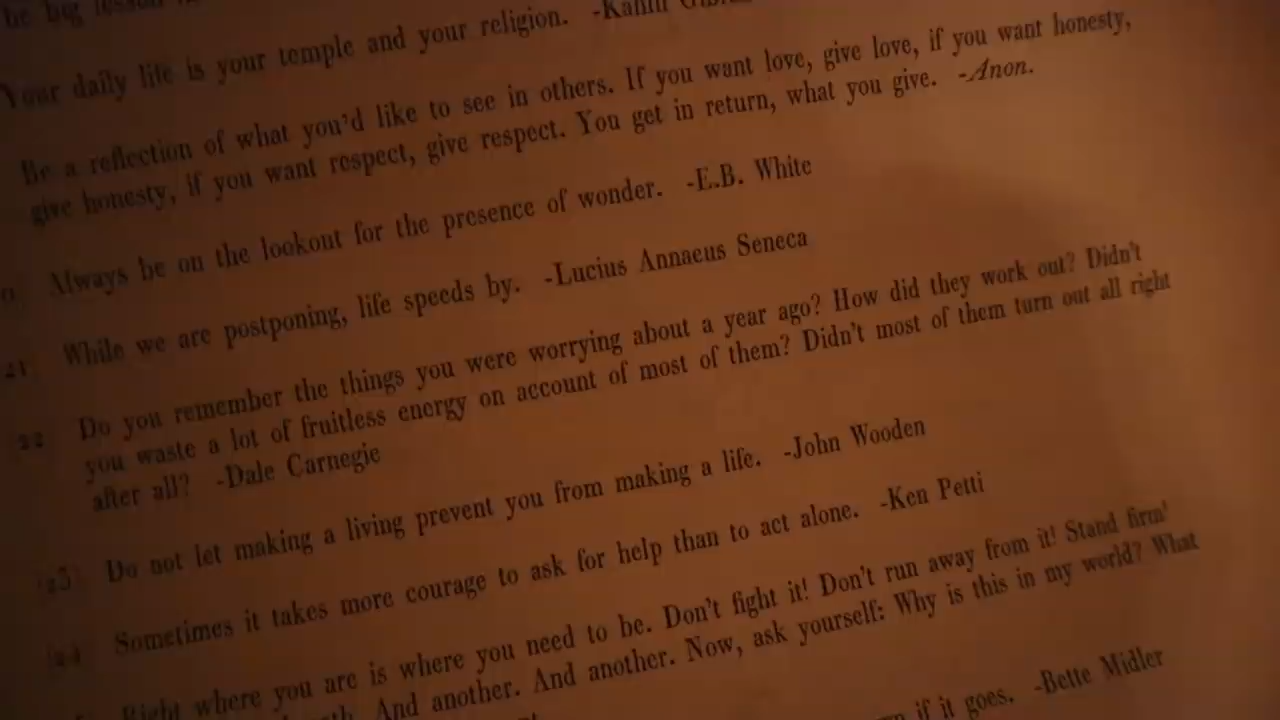 he big lesson
Your daily life is your temple and your religion. -Kahlil
Be a reflection of what you'd like to see in others. If you want love, give love, if you want honesty,
give honesty, if you want respect, give respect. You get in return, what you give. -Anon.
Always be on the lookout for the presence of wonder. -E.B. White
21 While we are postponing, life speeds by. -Lucius Annaeus Seneca
22 Do you remember the things you were worrying about a year ago? How did they work out? Didn't
you waste a lot of fruitless energy on account of most of them? Didn't most of them turn out all right
after all? -Dale Carnegie
(23) Do not let making a living prevent you from making a life. -John Wooden
(24) Sometimes it takes more courage to ask for help than to act alone. -Ken Petti
Right where you are is where you need to be. Don't fight it! Don't run away from it! Stand firm!
And another. And another. Now, ask yourself: Why is this in my world? What
if it goes. -Bette Midler